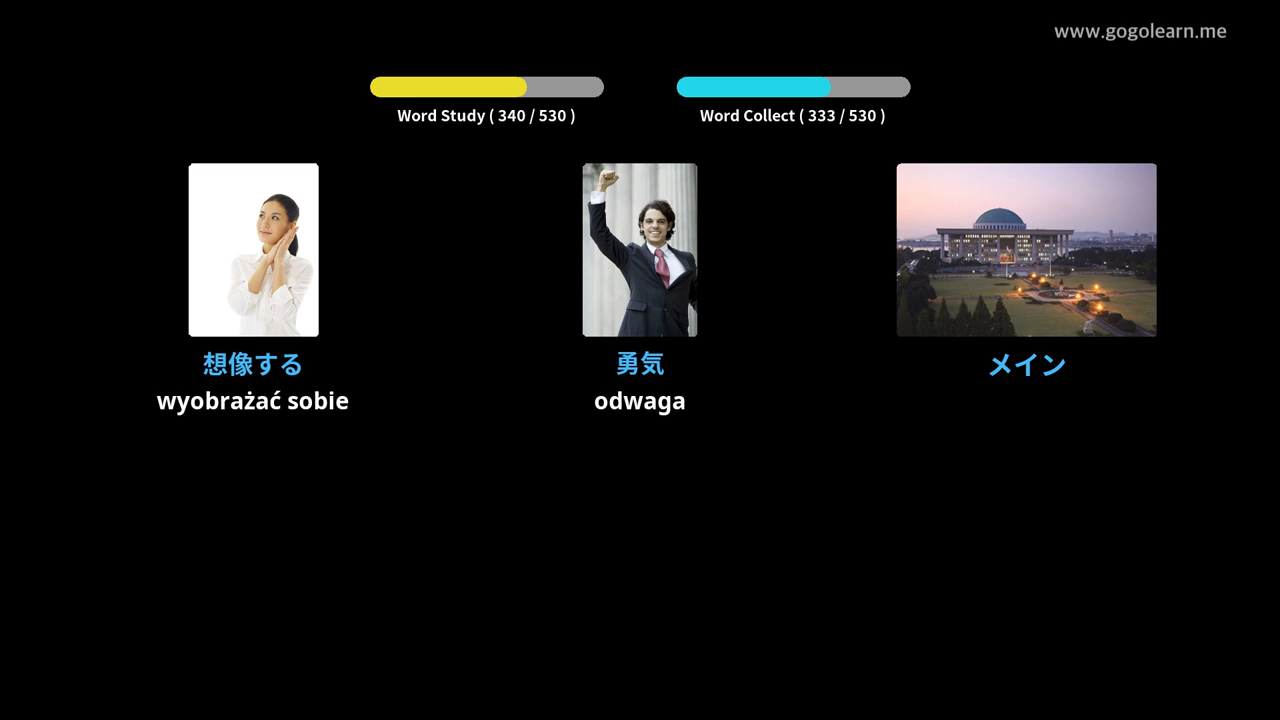 www.gogolearn.me
Word Study ( 340 / 530 )
Word Collect ( 333 / 530 )
想像する
勇気
メイン
wyobrażać sobie
odwaga